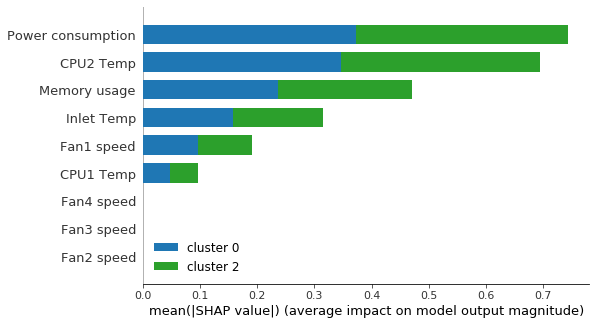 Power consumption
CPU2 Temp
Memory usage
Inlet Temp
Fan1 speed
CPU1 Temp
Fan4 speed
Fan3 speed
Fan2 speed
cluster 0
cluster 2
0.0 0.1 0.2 0.3 0.4 0.5 0.6 0.7
mean(|SHAP value|) (average impact on model output magnitude)